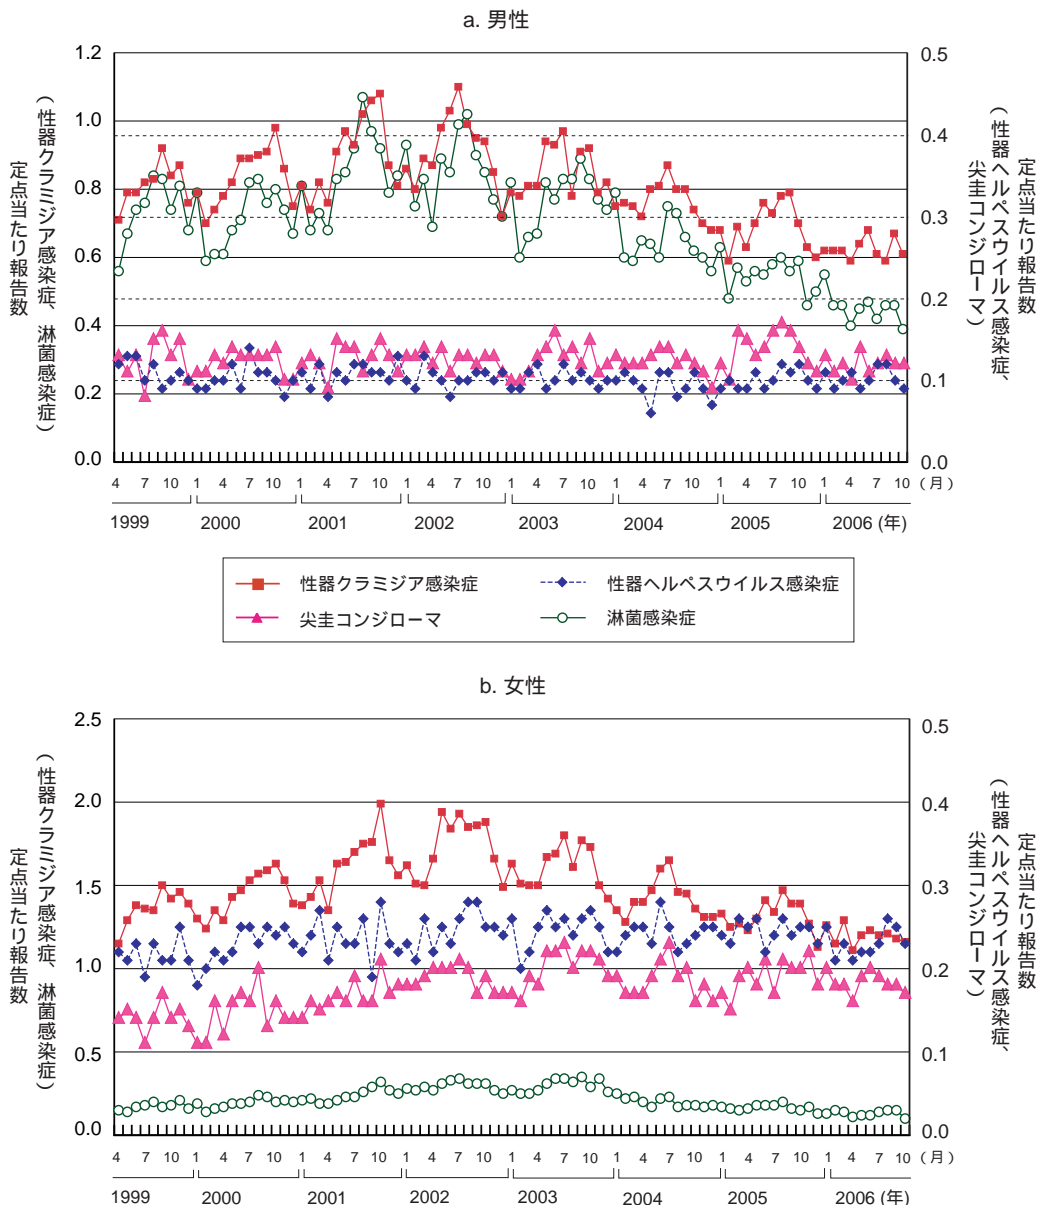 a. 男性
1.2
1.0
0.8
0.6
0.4
0.2
0.0
0.5
0.4
0.3
0.2
0.1
0.0
定点当たり報告数
（性器クラミジア感染症、淋菌感染症）
定点当たり報告数
（性器ヘルペスウイルス感染症、
尖圭コンジローマ）
4 7 10 1 4 7 10 1 4 7 10 1 4 7 10 1 4 7 10 1 4 7 10 1 4 7 10 1 4 7 10 （月）
1999 2000 2001 2002 2003 2004 2005 2006 (年)
性器クラミジア感染症 性器ヘルペスウイルス感染症
尖圭コンジローマ 淋菌感染症
b. 女性
2.5
2.0
1.5
1.0
0.5
0.0
0.5
0.4
0.3
0.2
0.1
0.0
定点当たり報告数
（性器クラミジア感染症、淋菌感染症）
定点当たり報告数
（性器ヘルペスウイルス感染症、
尖圭コンジローマ）
4 7 10 1 4 7 10 1 4 7 10 1 4 7 10 1 4 7 10 1 4 7 10 1 4 7 10 1 4 7 10 （月）
1999 2000 2001 2002 2003 2004 2005 2006 (年)